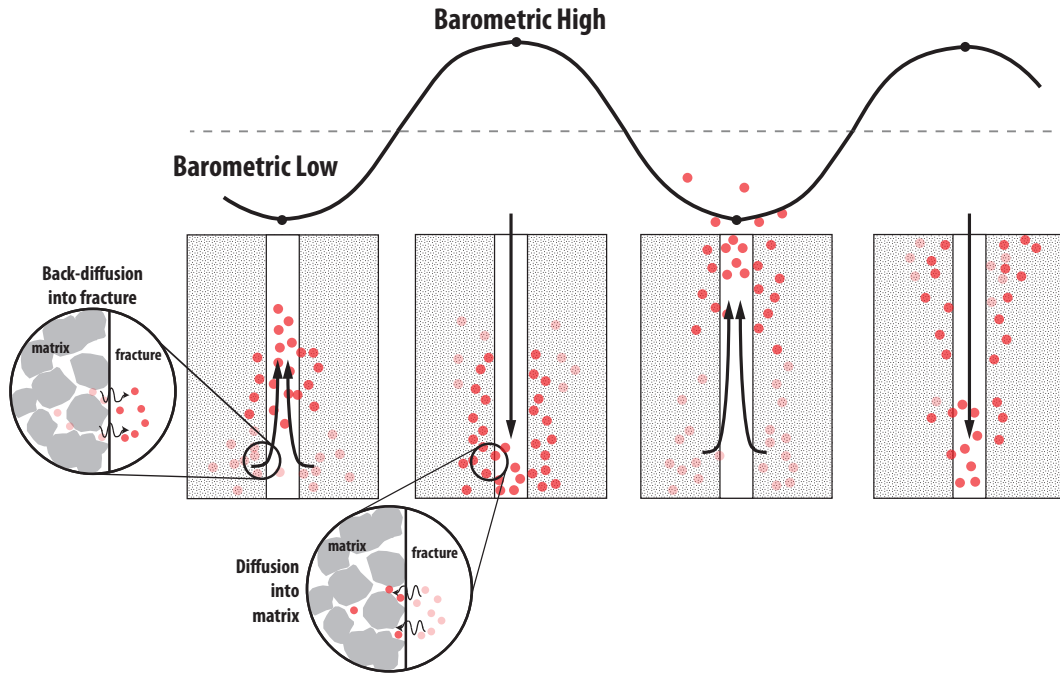 Barometric High
Barometric Low
Back-diffusion
into fracture
matrix
fracture
Diffusion
into
matrix
matrix
fracture